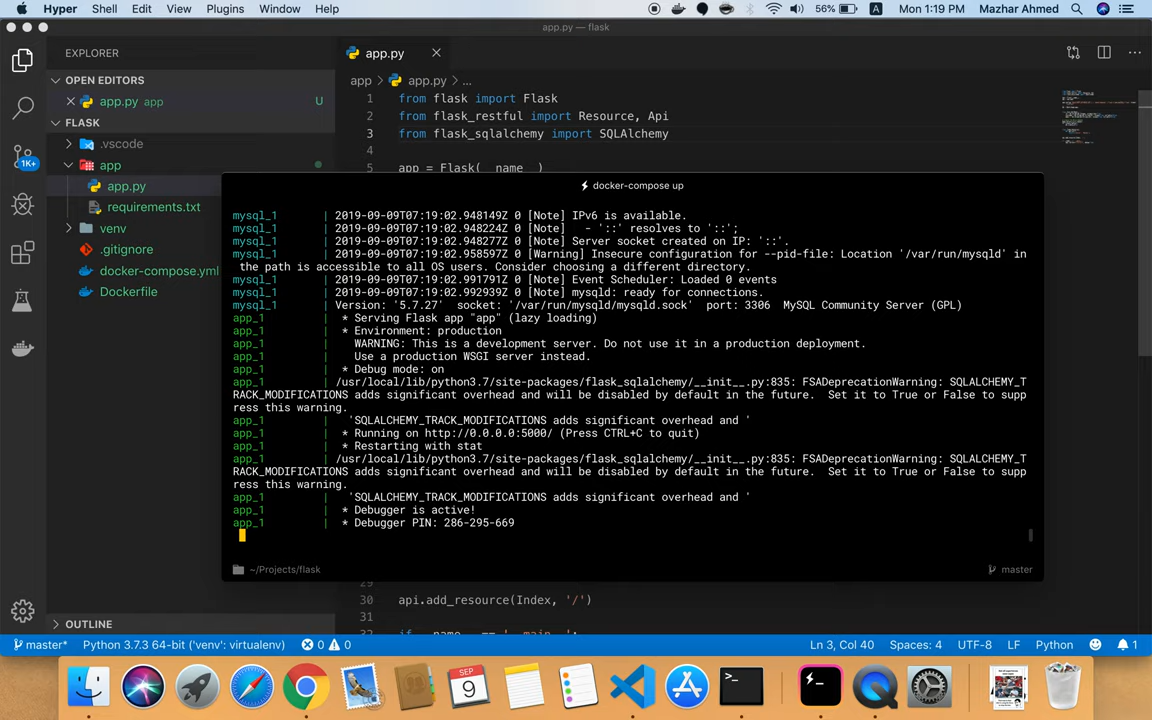 Hyper Shell Edit View Plugins Window Help 56% A Mon 1:19 PM Mazhar Ahmed
app.py — flask
EXPLORER
OPEN EDITORS
app.py app U
FLASK
.vscode
app
app.py
requirements.txt
venv
.gitignore
docker-compose.yml
Dockerfile
OUTLINE
1K+
app.py
app > app.py > ...
1 from flask import Flask
2 from flask_restful import Resource, Api
3 from flask_sqlalchemy import SQLAlchemy
4
5 app = Flask(__name__)
docker-compose up
mysql_1 | 2019-09-09T07:19:02.948149Z 0 [Note] IPv6 is available.
mysql_1 | 2019-09-09T07:19:02.948224Z 0 [Note]   - '::' resolves to '::';
mysql_1 | 2019-09-09T07:19:02.948277Z 0 [Note] Server socket created on IP: '::'.
mysql_1 | 2019-09-09T07:19:02.958597Z 0 [Warning] Insecure configuration for --pid-file: Location '/var/run/mysqld' in
the path is accessible to all OS users. Consider choosing a different directory.
mysql_1 | 2019-09-09T07:19:02.991791Z 0 [Note] Event Scheduler: Loaded 0 events
mysql_1 | 2019-09-09T07:19:02.992939Z 0 [Note] mysqld: ready for connections.
mysql_1 | Version: '5.7.27'  socket: '/var/run/mysqld/mysqld.sock'  port: 3306  MySQL Community Server (GPL)
app_1 | * Serving Flask app "app" (lazy loading)
app_1 | * Environment: production
app_1 | WARNING: This is a development server. Do not use it in a production deployment.
app_1 | Use a production WSGI server instead.
app_1 | * Debug mode: on
app_1 | /usr/local/lib/python3.7/site-packages/flask_sqlalchemy/__init__.py:835: FSADeprecationWarning: SQLALCHEMY_T
RACK_MODIFICATIONS adds significant overhead and will be disabled by default in the future.  Set it to True or False to supp
ress this warning.
app_1 | 'SQLALCHEMY_TRACK_MODIFICATIONS adds significant overhead and '
app_1 | * Running on http://0.0.0.0:5000/ (Press CTRL+C to quit)
app_1 | * Restarting with stat
app_1 | /usr/local/lib/python3.7/site-packages/flask_sqlalchemy/__init__.py:835: FSADeprecationWarning: SQLALCHEMY_T
RACK_MODIFICATIONS adds significant overhead and will be disabled by default in the future.  Set it to True or False to supp
ress this warning.
app_1 | 'SQLALCHEMY_TRACK_MODIFICATIONS adds significant overhead and '
app_1 | * Debugger is active!
app_1 | * Debugger PIN: 286-295-669
~/Projects/flask master
29
30 api.add_resource(Index, '/')
31
32 if __name__ == '__main__':
master* Python 3.7.3 64-bit ('venv': virtualenv) 0 0 Ln 3, Col 40 Spaces: 4 UTF-8 LF Python 1
SEP
9